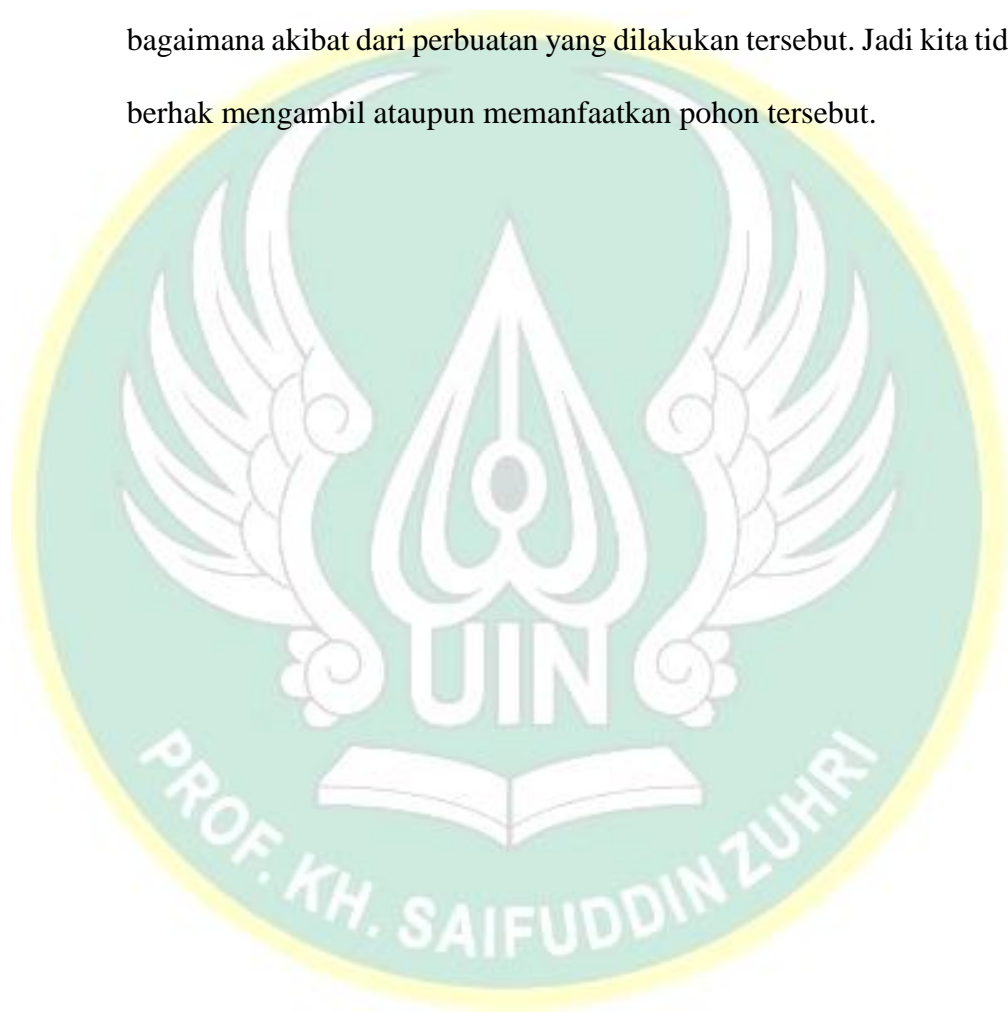 bagaimana akibat dari perbuatan yang dilakukan tersebut. Jadi kita tid
berhak mengambil ataupun memanfaatkan pohon tersebut.
UIN
PROF. KH. SAIFUDDIN ZUHRI